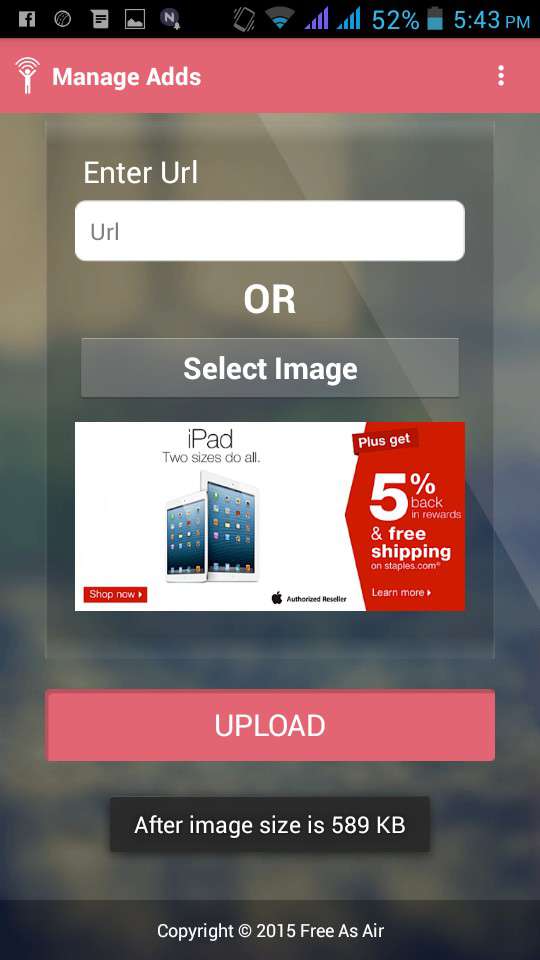 52% 5:43 PM
Manage Adds
Enter Url
Url
OR
Select Image
iPad
Two sizes do all.
Shop now
Authorized Reseller
Plus get
5%
back
in rewards
& free
shipping
on staples.com®
Learn more
UPLOAD
After image size is 589 KB
Copyright © 2015 Free As Air